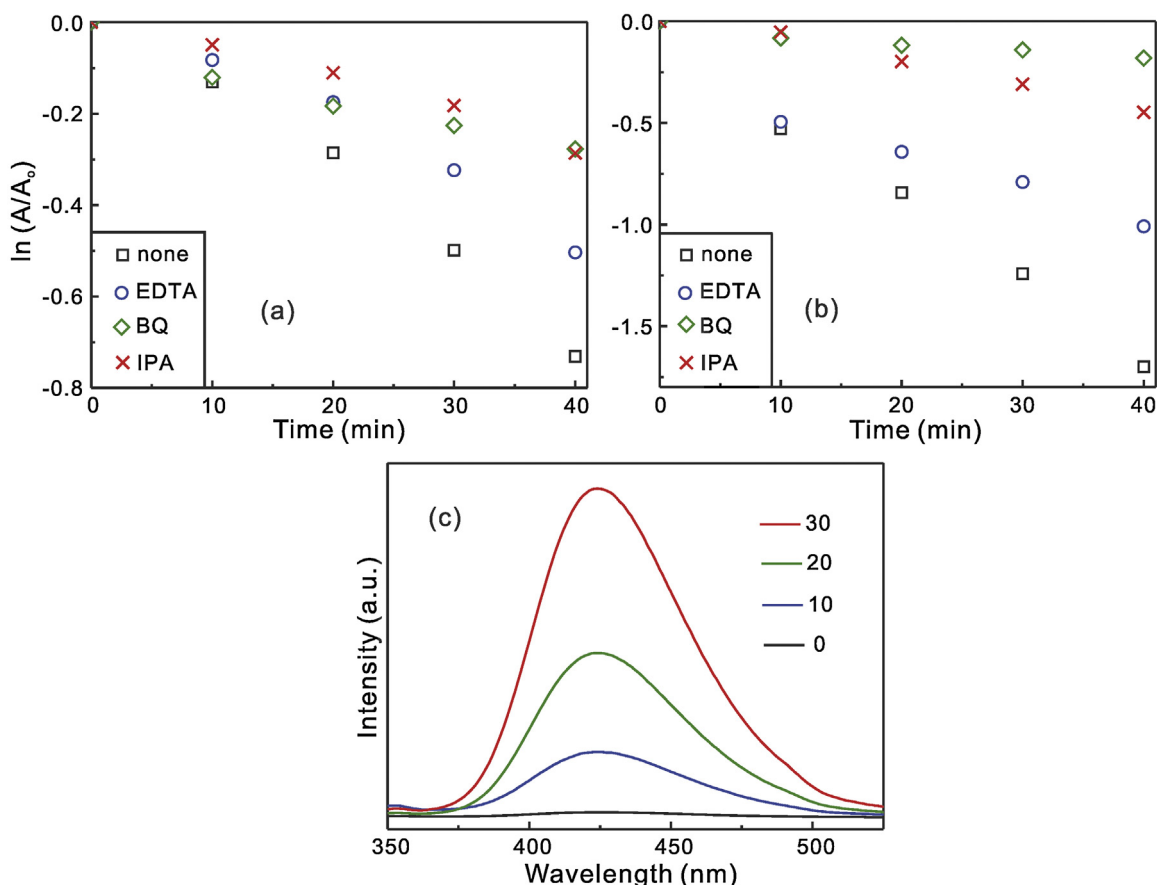 0.0
-0.2
-0.4
-0.6
-0.8
ln (A/A₀)
none
EDTA
BQ
IPA
(a)
0 10 20 30 40
Time (min)
0.0
-0.5
-1.0
-1.5
none
EDTA
BQ
IPA
(b)
0 10 20 30 40
Time (min)
(c)
30
20
10
0
Intensity (a.u.)
350 400 450 500
Wavelength (nm)